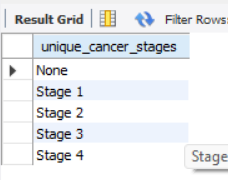 Result Grid Filter Rows:
unique_cancer_stages
None
Stage 1
Stage 2
Stage 3
Stage 4
Stage